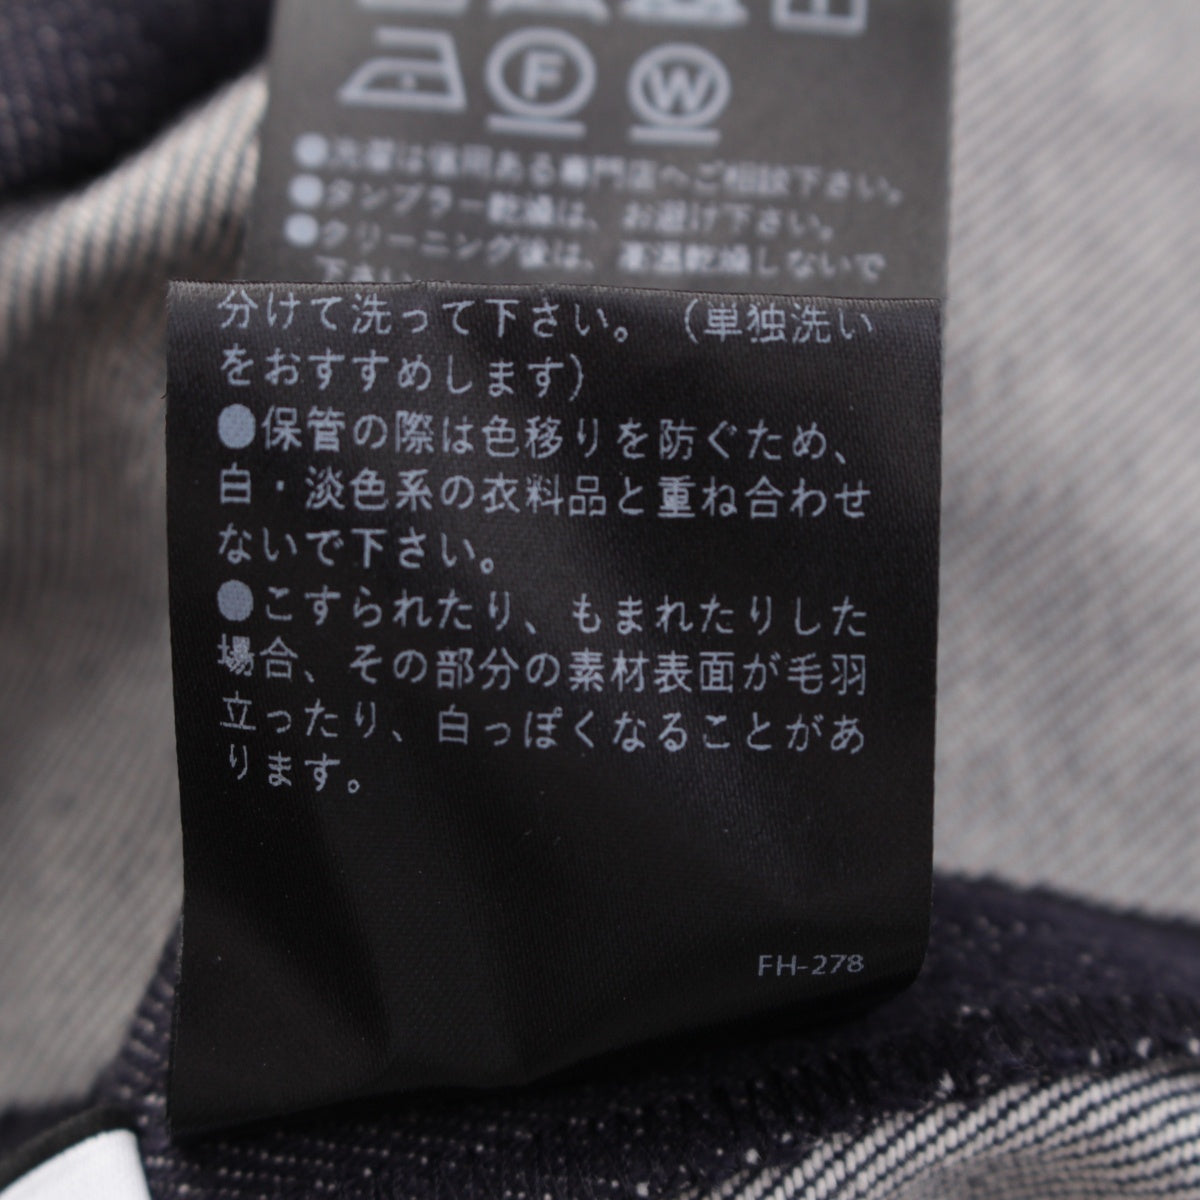 F W
●洗濯は信用ある専門店へご相談下さい。
●タンブラー乾燥は、お避け下さい。
●クリーニング後は、高温乾燥しないで
下さい。
分けて洗って下さい。（単独洗い
をおすすめします）
●保管の際は色移りを防ぐため、
白・淡色系の衣料品と重ね合わせ
ないで下さい。
●こすられたり、もまれたりした
場合、その部分の素材表面が毛羽
立ったり、白っぽくなることがあ
ります。
FH-278